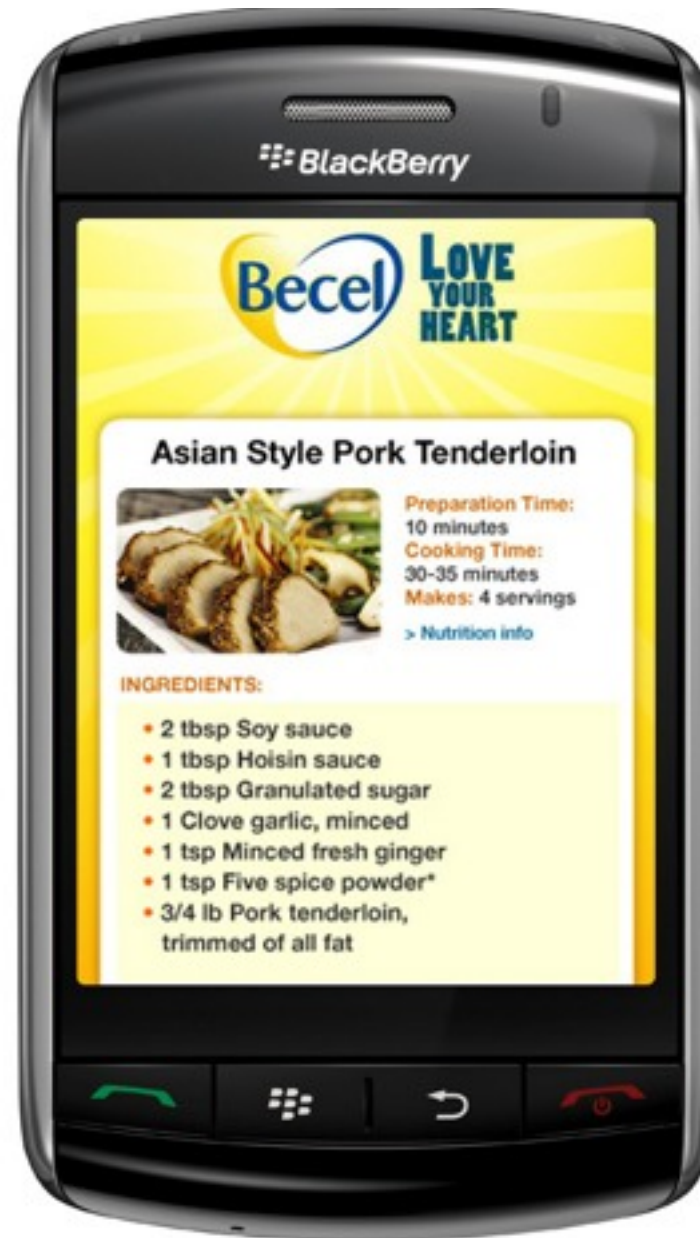 BlackBerry
Becel LOVE
YOUR
HEART
Asian Style Pork Tenderloin
Preparation Time:
10 minutes
Cooking Time:
30-35 minutes
Makes: 4 servings
> Nutrition info
INGREDIENTS:
• 2 tbsp Soy sauce
• 1 tbsp Hoisin sauce
• 2 tbsp Granulated sugar
• 1 Clove garlic, minced
• 1 tsp Minced fresh ginger
• 1 tsp Five spice powder*
• 3/4 lb Pork tenderloin,
trimmed of all fat